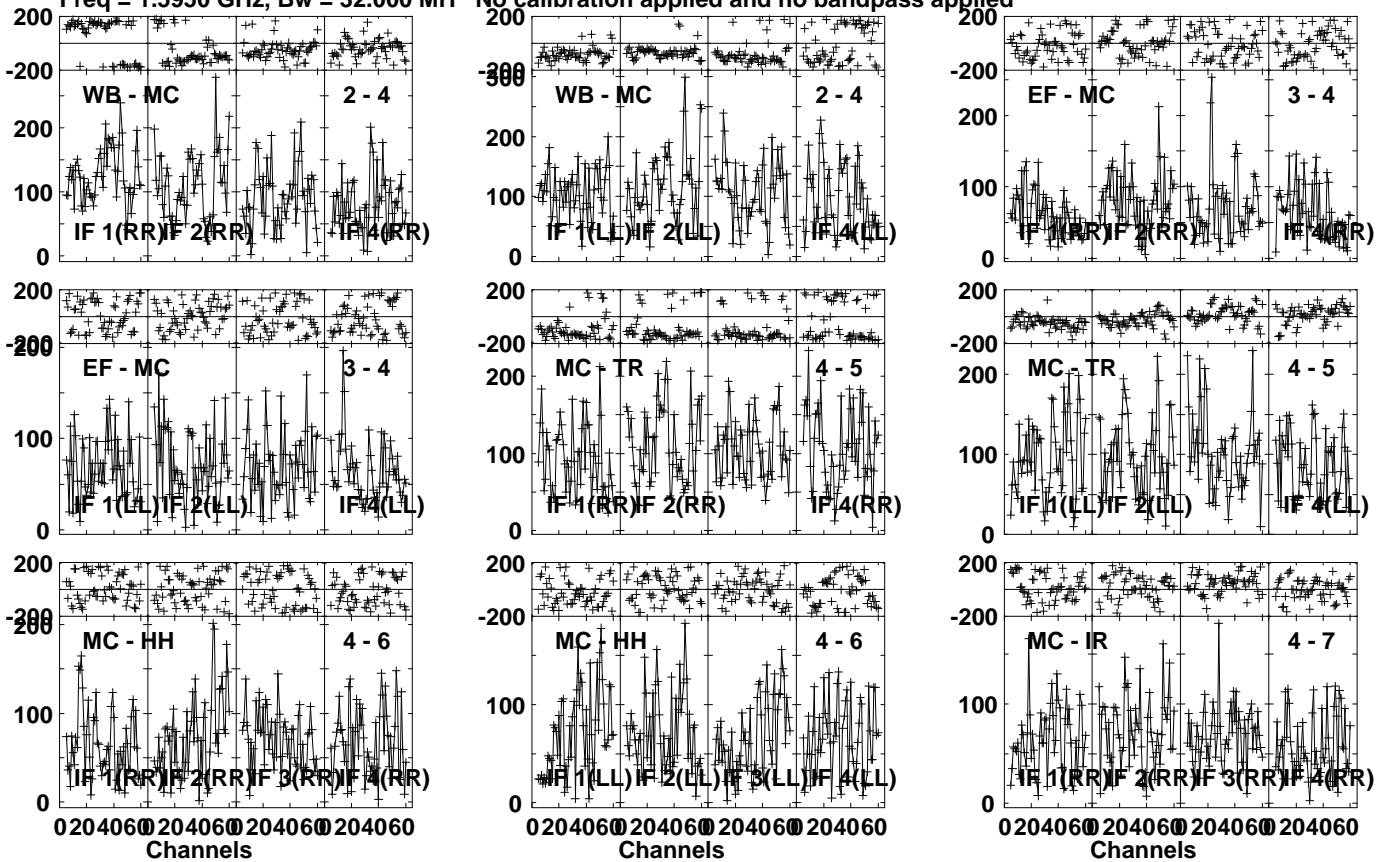 Freq = 1.5950 GHz, Bw = 32.000 MH No calibration applied and no bandpass applied
200
-200
WB - MC 2 - 4
200
100
0
IF 1(RR) IF 2(RR) IF 4(RR)
200
-200
300
WB - MC 2 - 4
200
100
0
IF 1(LL) IF 2(LL) IF 4(LL)
200
-200
EF - MC 3 - 4
200
100
0
IF 1(RR) IF 2(RR) IF 4(RR)
200
-200
200
EF - MC 3 - 4
100
0
IF 1(LL) IF 2(LL) IF 4(LL)
200
-200
MC - TR 4 - 5
200
100
0
IF 1(RR) IF 2(RR) IF 4(RR)
200
-200
MC - TR 4 - 5
200
100
0
IF 1(LL) IF 2(LL) IF 4(LL)
200
-200
200
MC - HH 4 - 6
100
0
IF 1(RR) IF 2(RR) IF 3(RR) IF 4(RR)
0 20 40 60 0 20 40 60 0 20 40 60 0 20 40 60
Channels
200
-200
MC - HH 4 - 6
100
0
IF 1(LL) IF 2(LL) IF 3(LL) IF 4(LL)
0 20 40 60 0 20 40 60 0 20 40 60 0 20 40 60
Channels
200
-200
MC - IR 4 - 7
100
0
IF 1(RR) IF 2(RR) IF 3(RR) IF 4(RR)
0 20 40 60 0 20 40 60 0 20 40 60 0 20 40 60
Channels